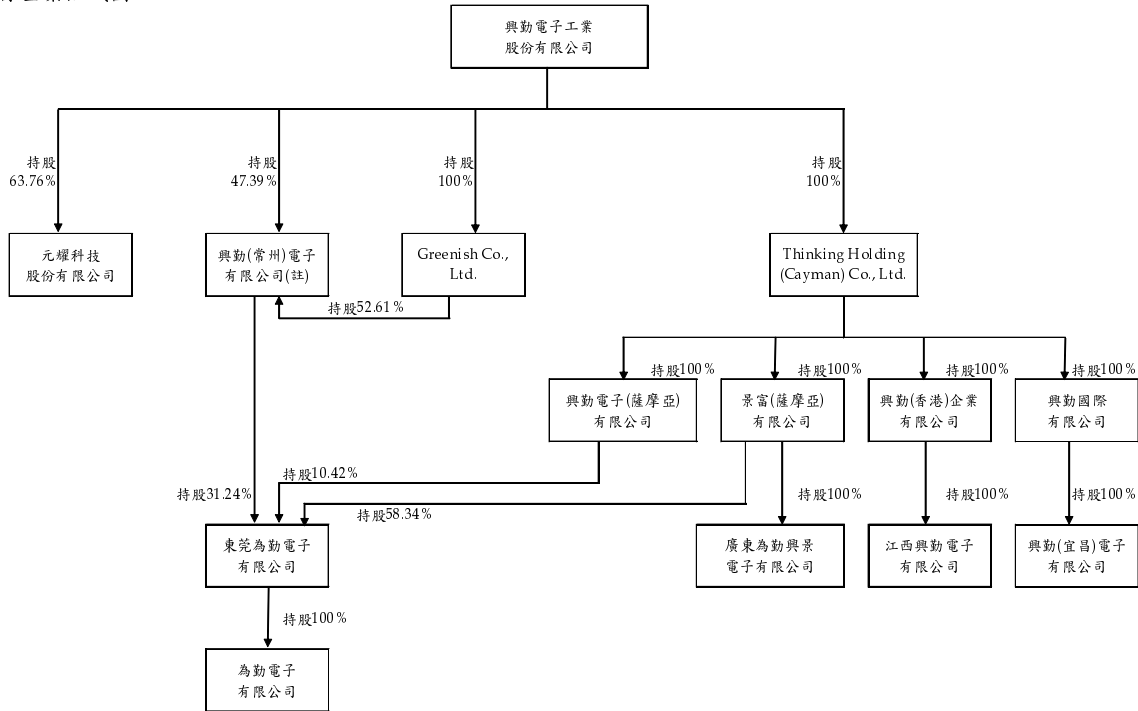 興勤電子工業
股份有限公司
持股
63.76%
持股
47.39%
持股
100%
持股
100%
元耀科技
股份有限公司
興勤(常州)電子
有限公司(註)
Greenish Co.,
Ltd.
Thinking Holding
(Cayman) Co., Ltd.
持股52.61%
持股100%
持股100%
持股100%
持股100%
興勤電子(薩摩亞)
有限公司
景富(薩摩亞)
有限公司
興勤(香港)企業
有限公司
興勤國際
有限公司
持股10.42%
持股31.24%
持股58.34%
持股100%
持股100%
持股100%
東莞為勤電子
有限公司
廣東為勤興景
電子有限公司
江西興勤電子
有限公司
興勤(宜昌)電子
有限公司
持股100%
為勤電子
有限公司